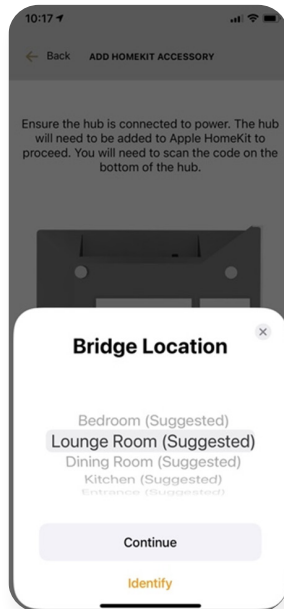 10:17
Back ADD HOMEKIT ACCESSORY
Ensure the hub is connected to power. The hub
will need to be added to Apple HomeKit to
proceed. You will need to scan the code on the
bottom of the hub.
Bridge Location
Bedroom (Suggested)
Lounge Room (Suggested)
Dining Room (Suggested)
Kitchen (Suggested)
Entrance (Suggested)
Continue
Identify